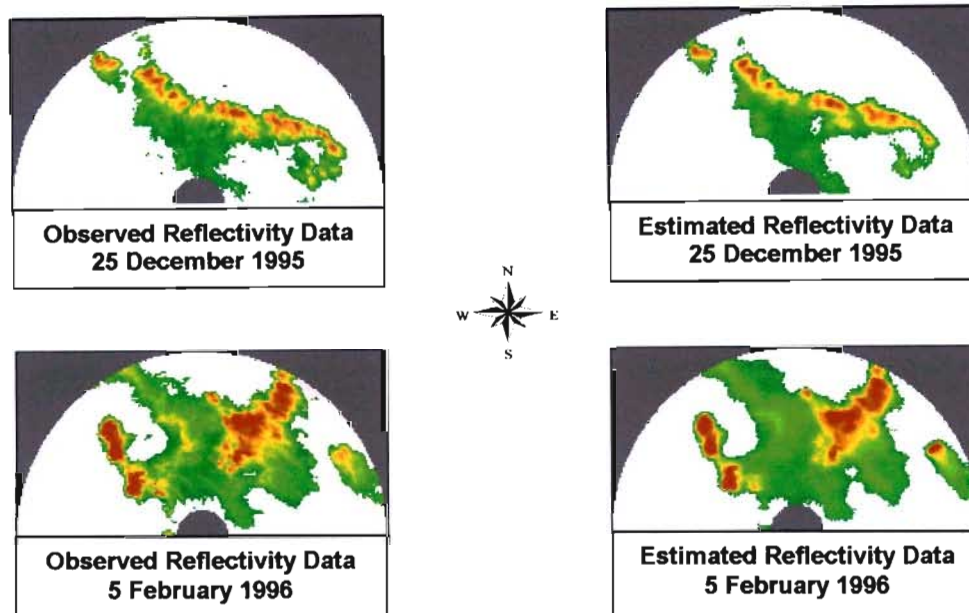 Observed Reflectivity Data
25 December 1995
Estimated Reflectivity Data
25 December 1995
N
W E
S
Observed Reflectivity Data
5 February 1996
Estimated Reflectivity Data
5 February 1996